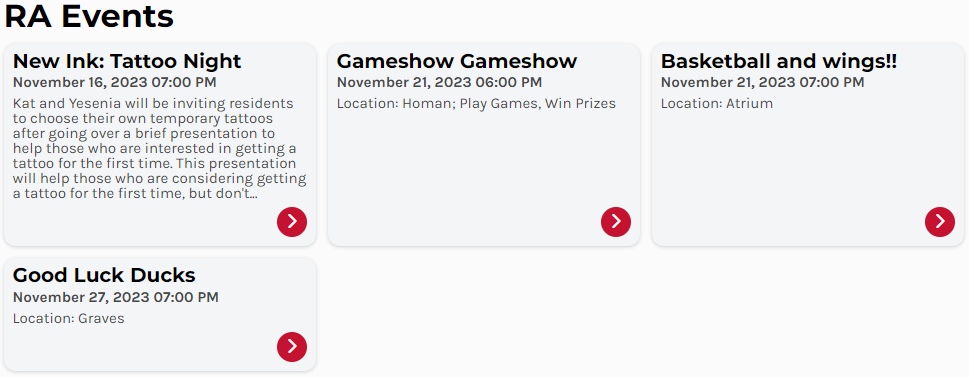 RA Events
New Ink: Tattoo Night
November 16, 2023 07:00 PM
Kat and Yesenia will be inviting residents
to choose their own temporary tattoos
after going over a brief presentation to
help those who are interested in getting a
tattoo for the first time. This presentation
will help those who are considering getting
a tattoo for the first time, but don't...
Gameshow Gameshow
November 21, 2023 06:00 PM
Location: Homan; Play Games, Win Prizes
Basketball and wings!!
November 21, 2023 07:00 PM
Location: Atrium
Good Luck Ducks
November 27, 2023 07:00 PM
Location: Graves